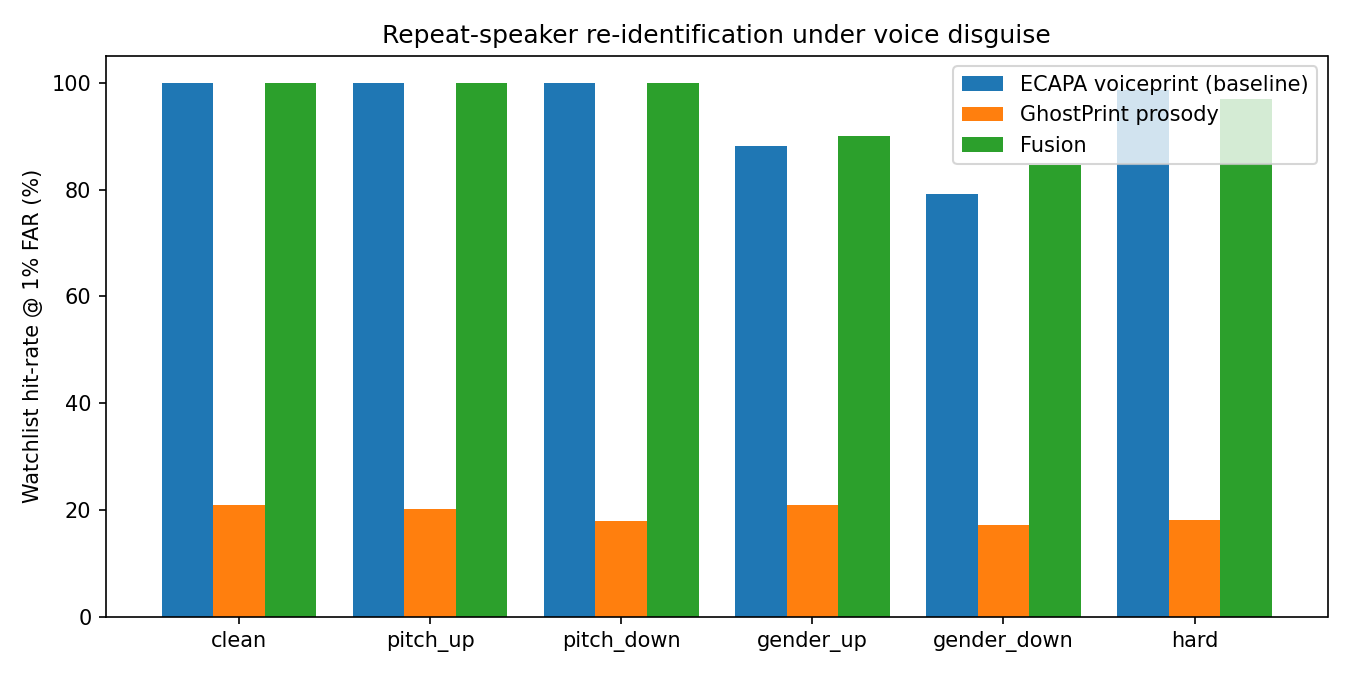 Repeat-speaker re-identification under voice disguise
ECAPA voiceprint (baseline)
GhostPrint prosody
Fusion
Watchlist hit-rate @ 1% FAR (%)
100
80
60
40
20
0
clean
pitch_up
pitch_down
gender_up
gender_down
hard